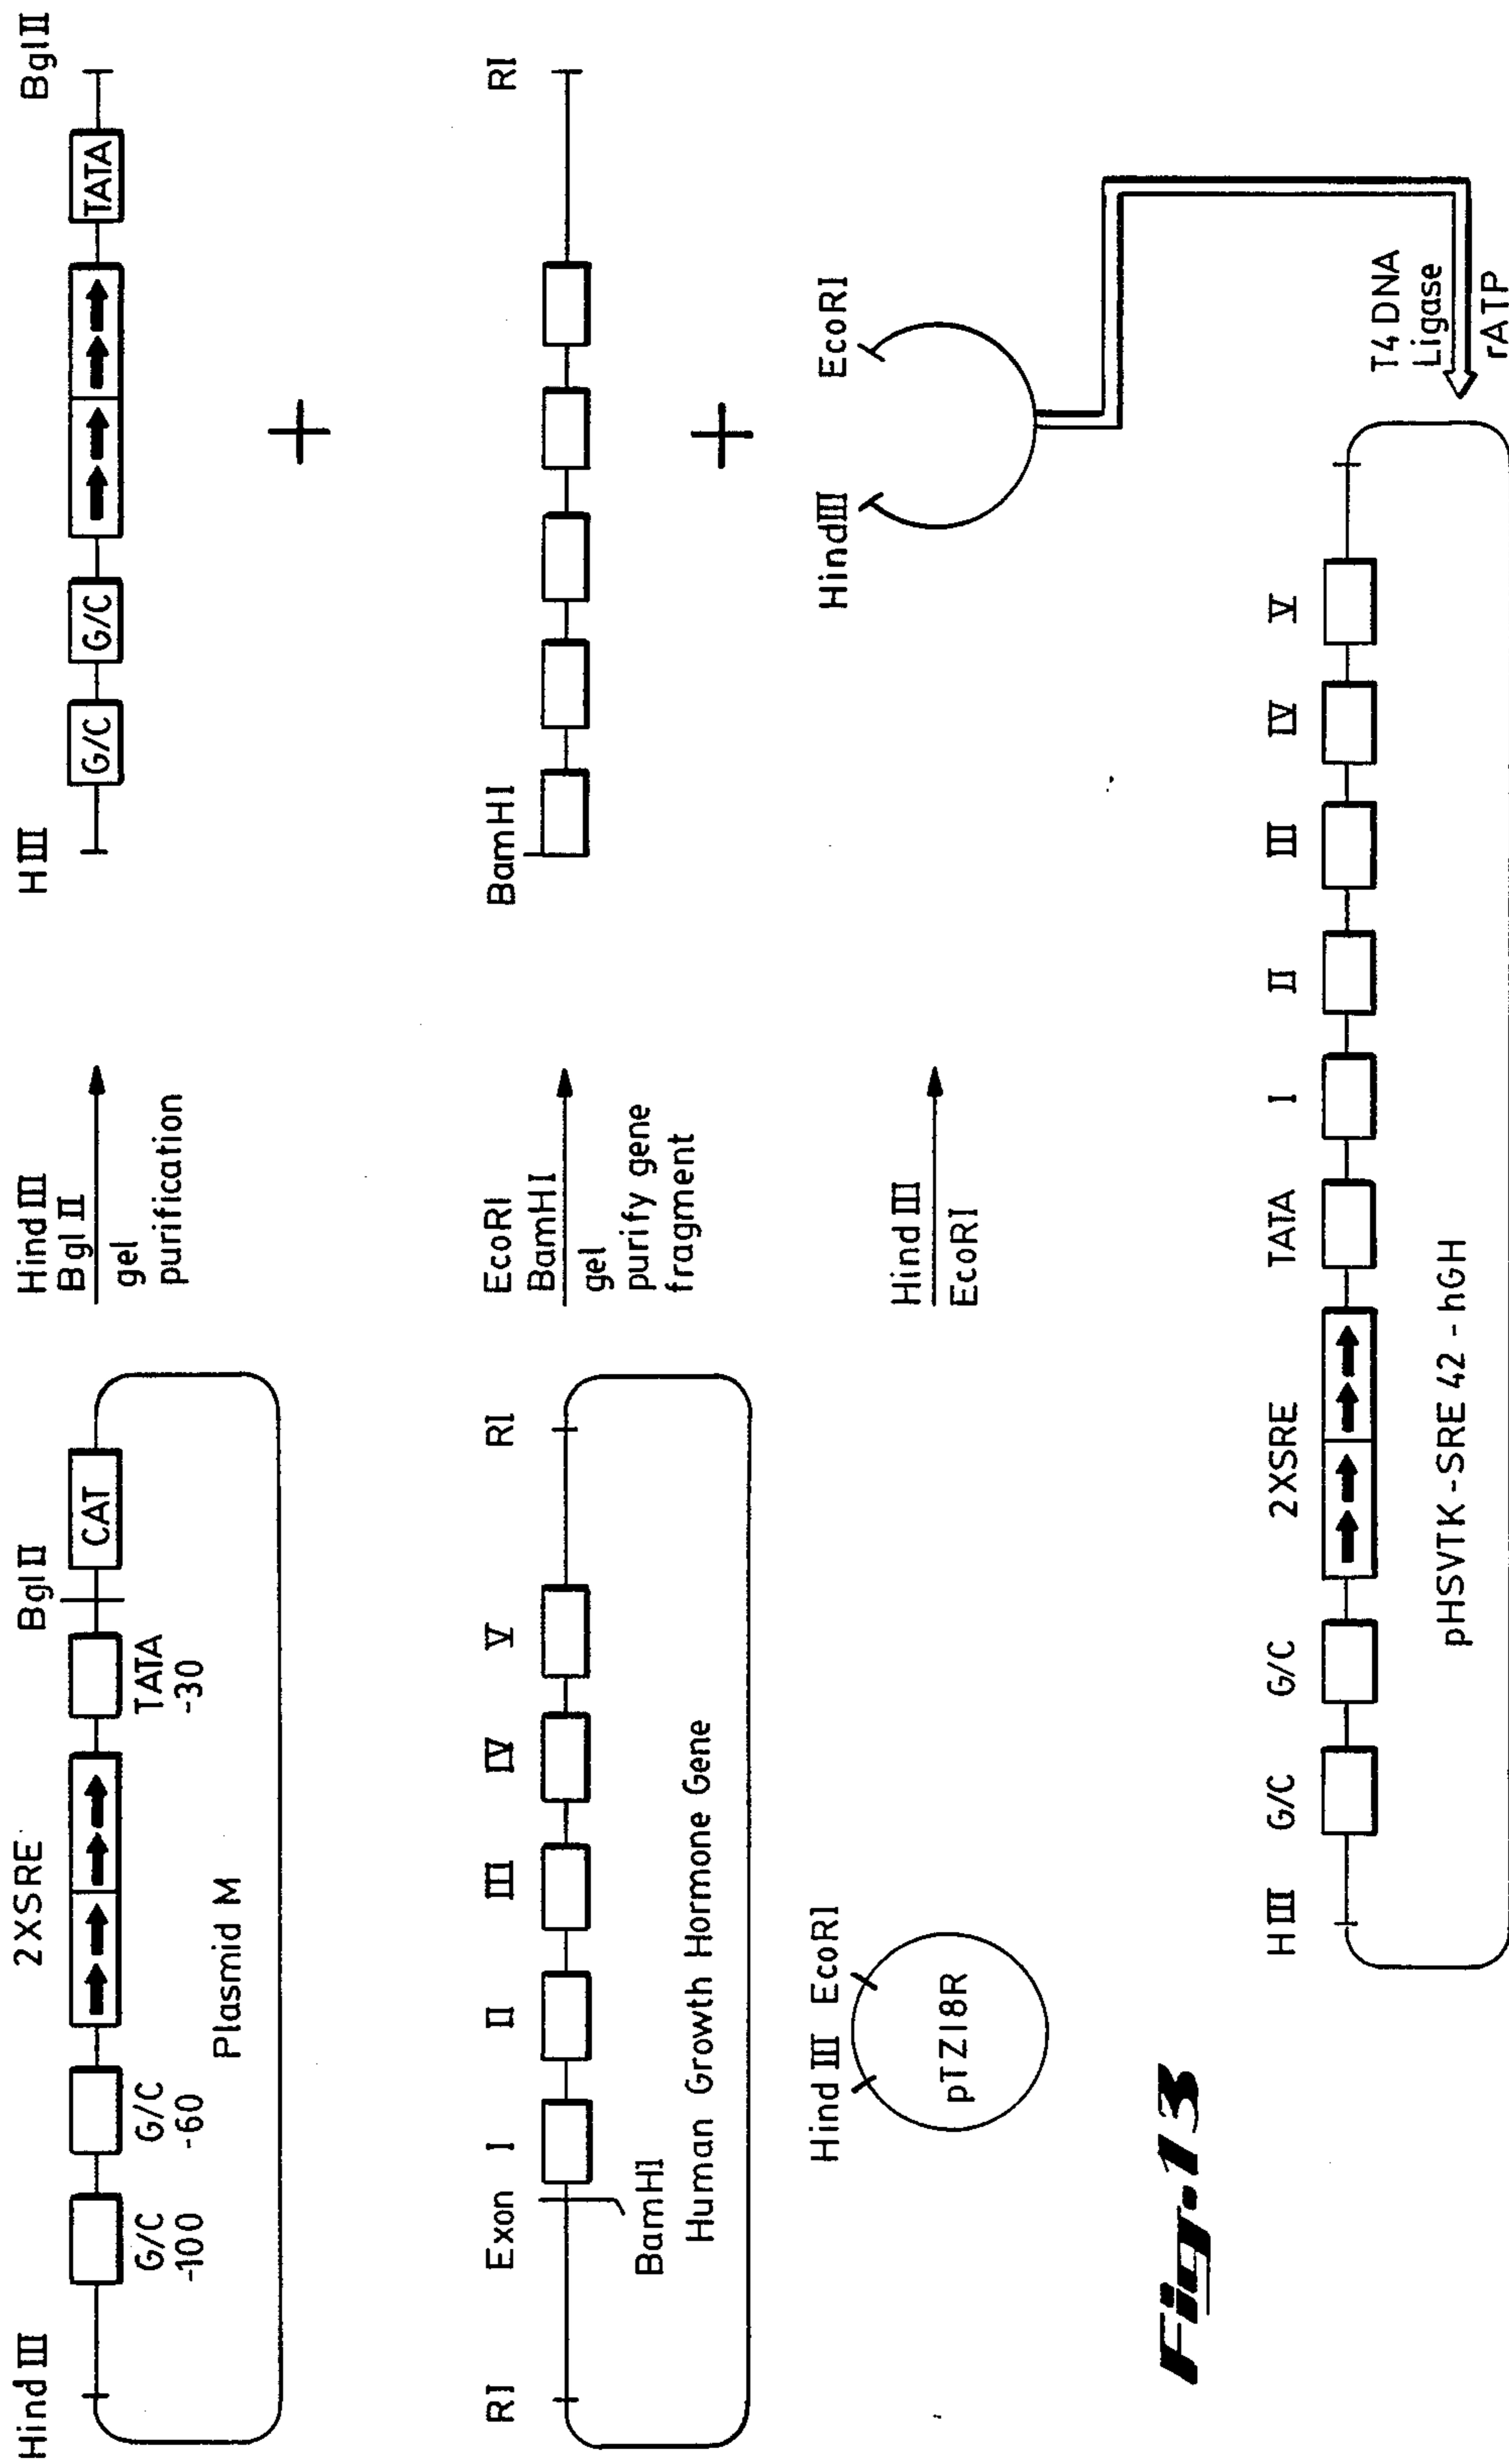 Hind III
2XSRE
Bgl II
CAT
G/C
-100
G/C
-60
TATA
-30
Plasmid M
Hind III
Bgl II
gel
purification
H III
Bgl II
G/C
G/C
TATA
+
RI
Exon
I
II
III
IV
V
RI
BamHI
Human Growth Hormone Gene
EcoRI
BamHI
gel
purify gene
fragment
BamHI
RI
+
Hind III
EcoRI
pTZ18R
Hind III
EcoRI
Hind III
EcoRI
T4 DNA
Ligase
rATP
H III
G/C
G/C
2XSRE
TATA
I
II
III
IV
V
pHSVTK-SRE 42-hGH
Fig. 13